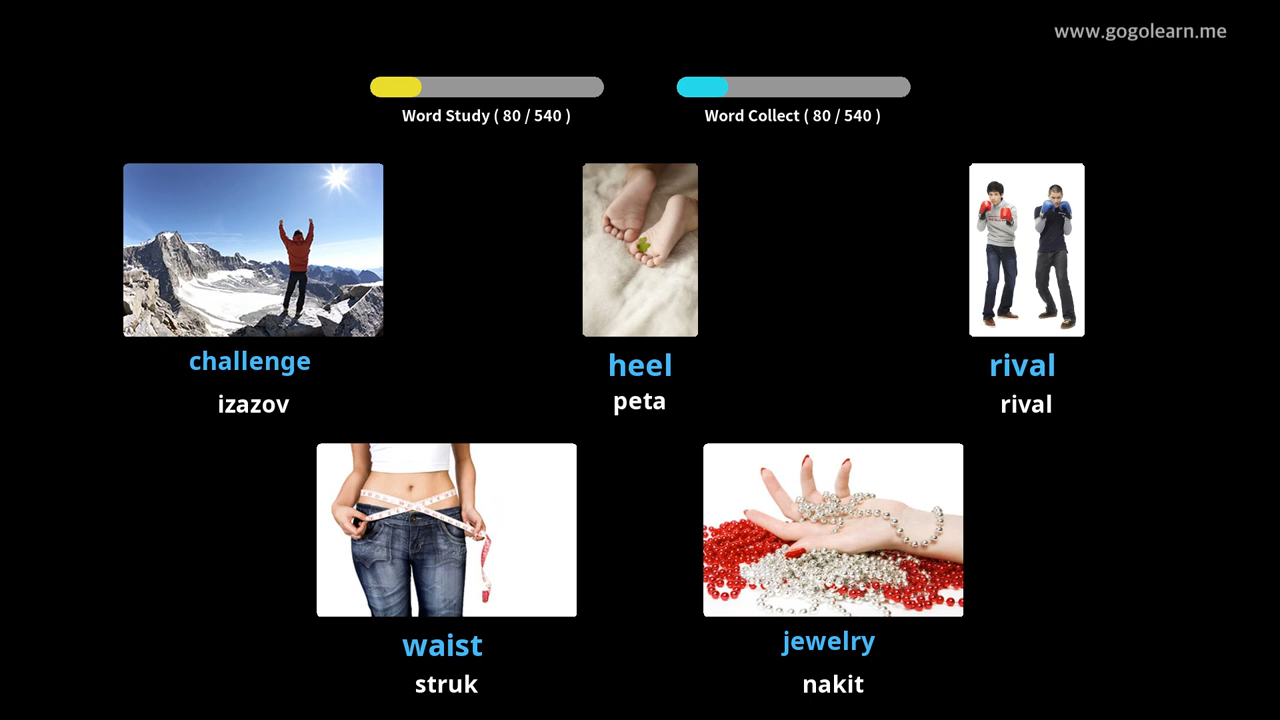 www.gogolearn.me
Word Study ( 80 / 540 )
Word Collect ( 80 / 540 )
challenge
izazov
heel
peta
rival
rival
waist
struk
jewelry
nakit